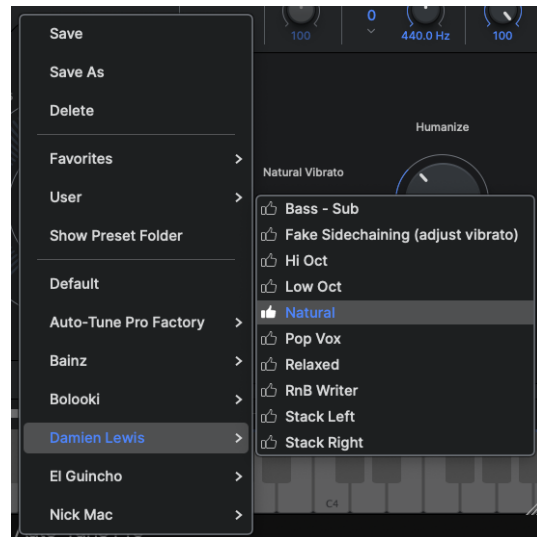 Save
Save As
Delete
Favorites
User
Show Preset Folder
Default
Auto-Tune Pro Factory
Bainz
Bolooki
Damien Lewis
El Guincho
Nick Mac
100
0
440.0 Hz
100
Humanize
Natural Vibrato
Bass - Sub
Fake Sidechaining (adjust vibrato)
Hi Oct
Low Oct
Natural
Pop Vox
Relaxed
RnB Writer
Stack Left
Stack Right
C4